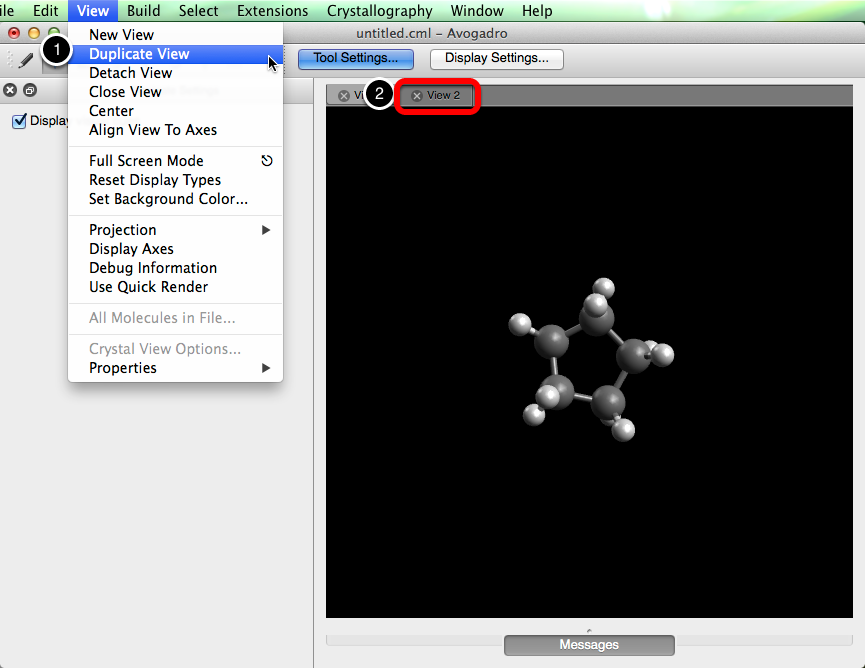 ile Edit View Build Select Extensions Crystallography Window Help
untitled.cml – Avogadro
1
New View
Duplicate View
Detach View
Close View
Center
Align View To Axes
Full Screen Mode
Reset Display Types
Set Background Color...
Projection
Display Axes
Debug Information
Use Quick Render
All Molecules in File...
Crystal View Options...
Properties
Tool Settings... Display Settings...
Display
Vi 2 View 2
Messages